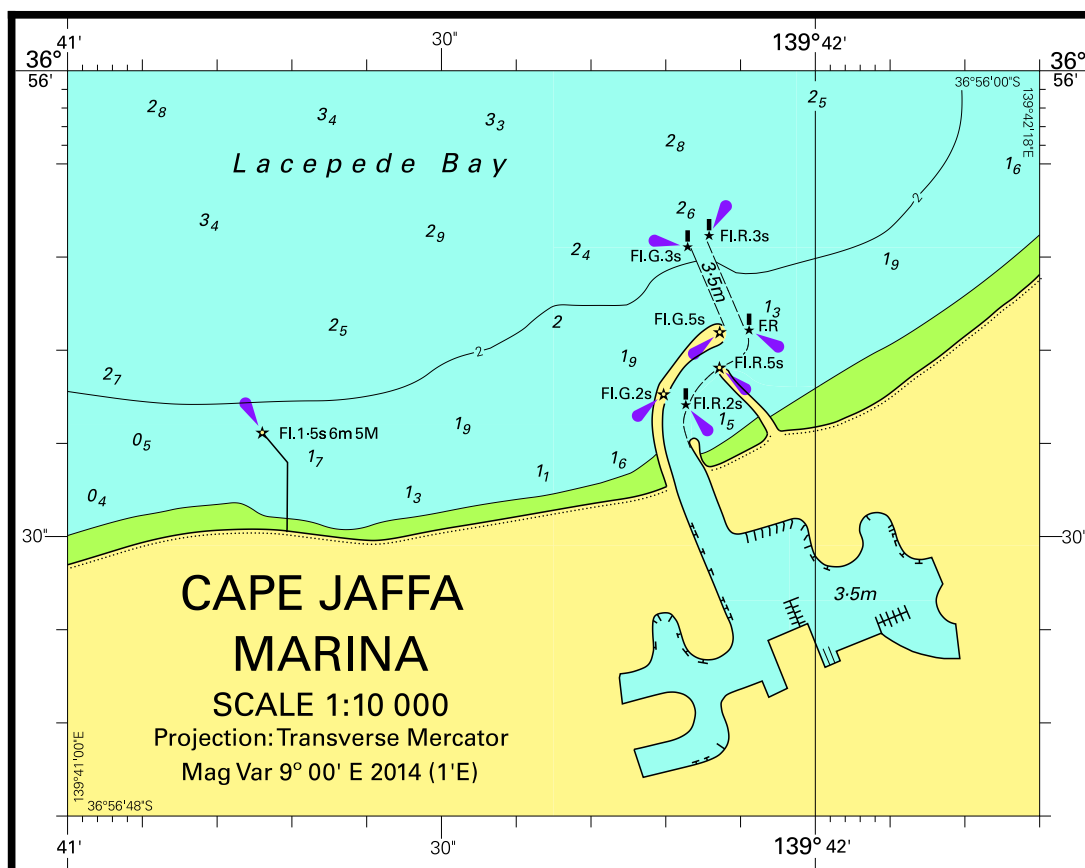 41'
30"
139° 42'
36°
56'
36°
56'
36°56'00"S
139°42'18"E
2₈
3₄
3₃
2₅
2₈
1₆
Lacepede Bay
3₄
2₉
2₆
2₄
Fl.R.3s
Fl.G.3s
1₉
3·5m
2
1₃
2₅
2
Fl.G.5s
F.R
2
1₉
Fl.R.5s
2₇
Fl.G.2s
Fl.R.2s
1₅
0₅
Fl.1·5s 6m 5M
1₉
1₇
1₆
1₁
0₄
1₃
30"
30"
CAPE JAFFA
MARINA
SCALE 1:10 000
Projection: Transverse Mercator
Mag Var 9° 00' E 2014 (1'E)
3·5m
139°41'00"E
36°56'48"S
41'
30"
139° 42'